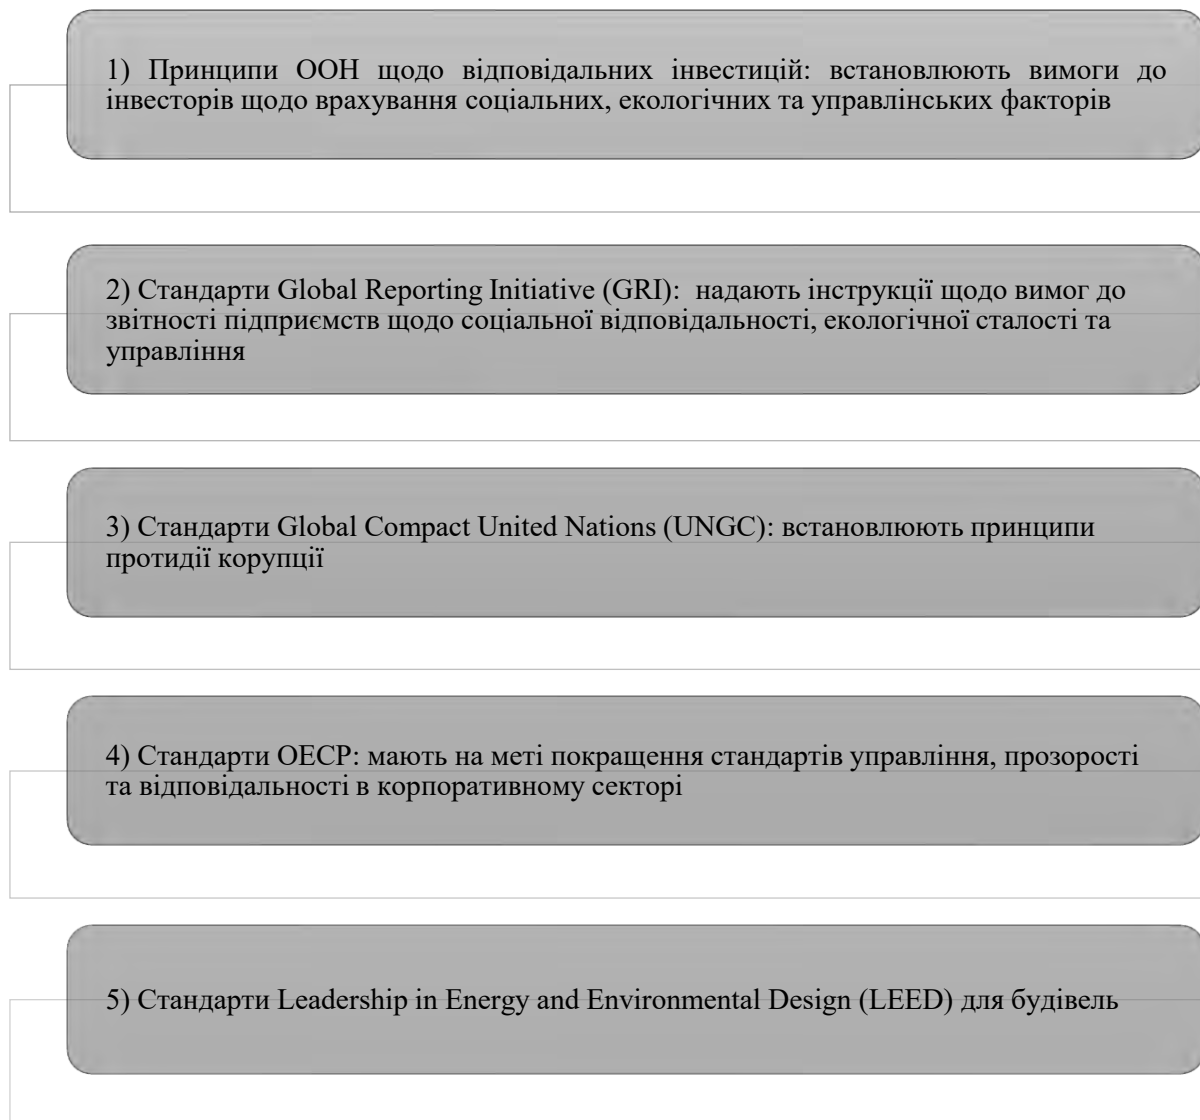 1) Принципи ООН щодо відповідальних інвестицій: встановлюють вимоги до
інвесторів щодо врахування соціальних, екологічних та управлінських факторів
2) Стандарти Global Reporting Initiative (GRI): надають інструкції щодо вимог до
звітності підприємств щодо соціальної відповідальності, екологічної сталості та
управління
3) Стандарти Global Compact United Nations (UNGC): встановлюють принципи
протидії корупції
4) Стандарти ОЕСР: мають на меті покращення стандартів управління, прозорості
та відповідальності в корпоративному секторі
5) Стандарти Leadership in Energy and Environmental Design (LEED) для будівель